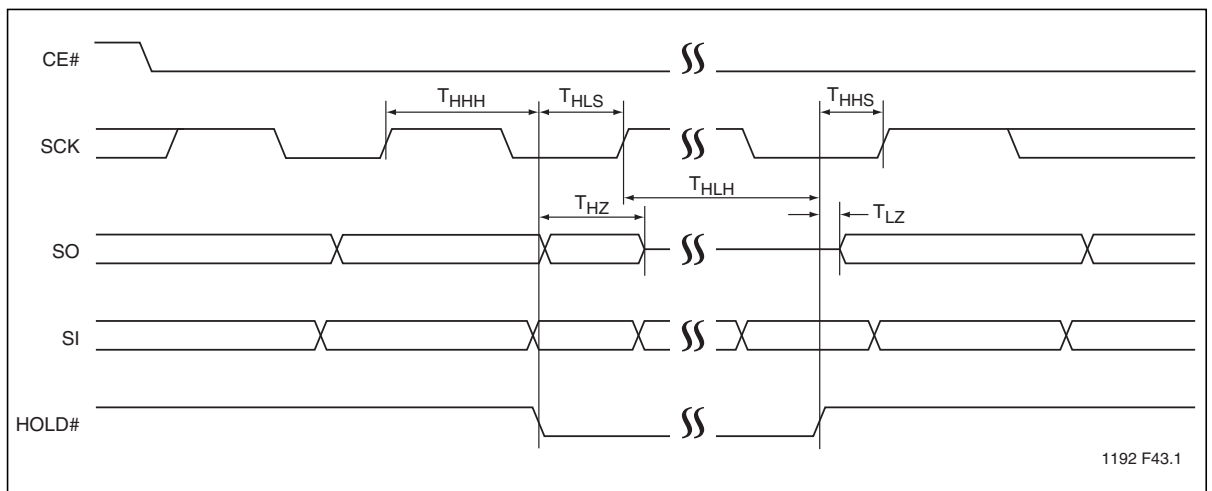 CE#
THHH THLS THHS
SCK
THLH
THZ TLZ
SO
SI
HOLD#
1192 F43.1